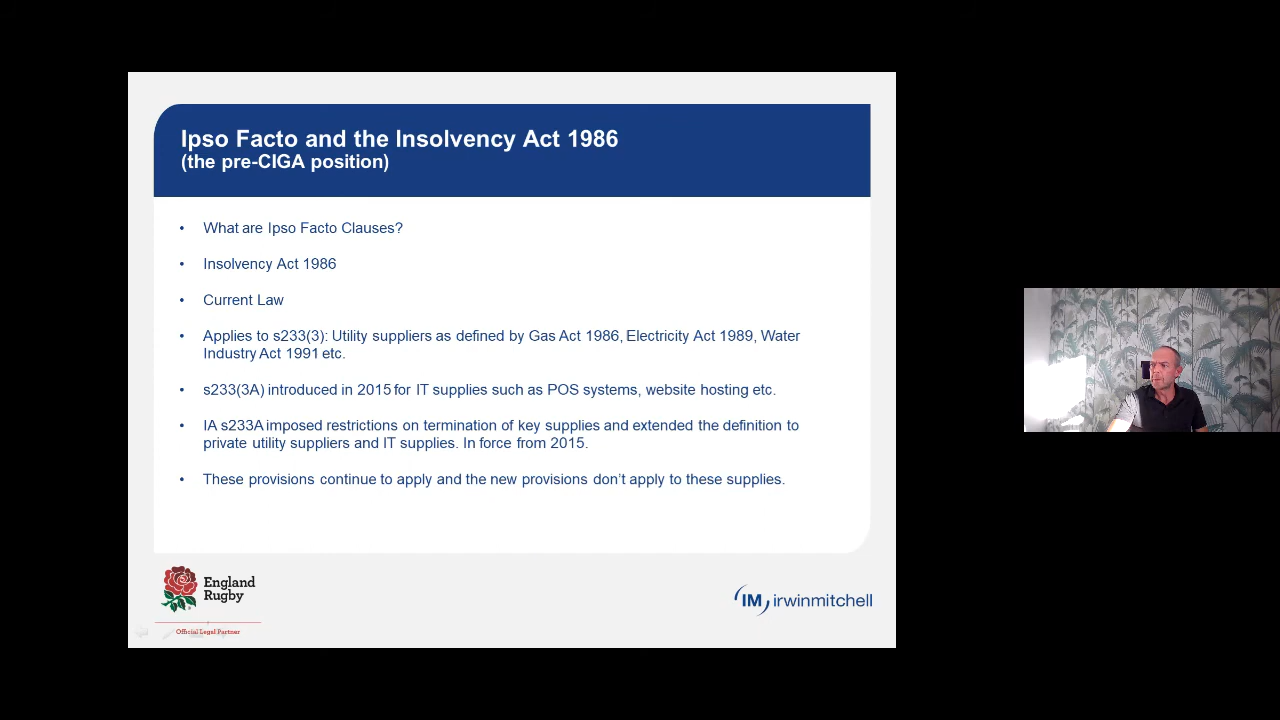 Ipso Facto and the Insolvency Act 1986
(the pre-CIGA position)
• What are Ipso Facto Clauses?
• Insolvency Act 1986
• Current Law
• Applies to s233(3): Utility suppliers as defined by Gas Act 1986, Electricity Act 1989, Water
Industry Act 1991 etc.
• s233(3A) introduced in 2015 for IT supplies such as POS systems, website hosting etc.
• IA s233A imposed restrictions on termination of key supplies and extended the definition to
private utility suppliers and IT supplies. In force from 2015.
• These provisions continue to apply and the new provisions don’t apply to these supplies.
England
Rugby
Official Legal Partner
IM irwinmitchell